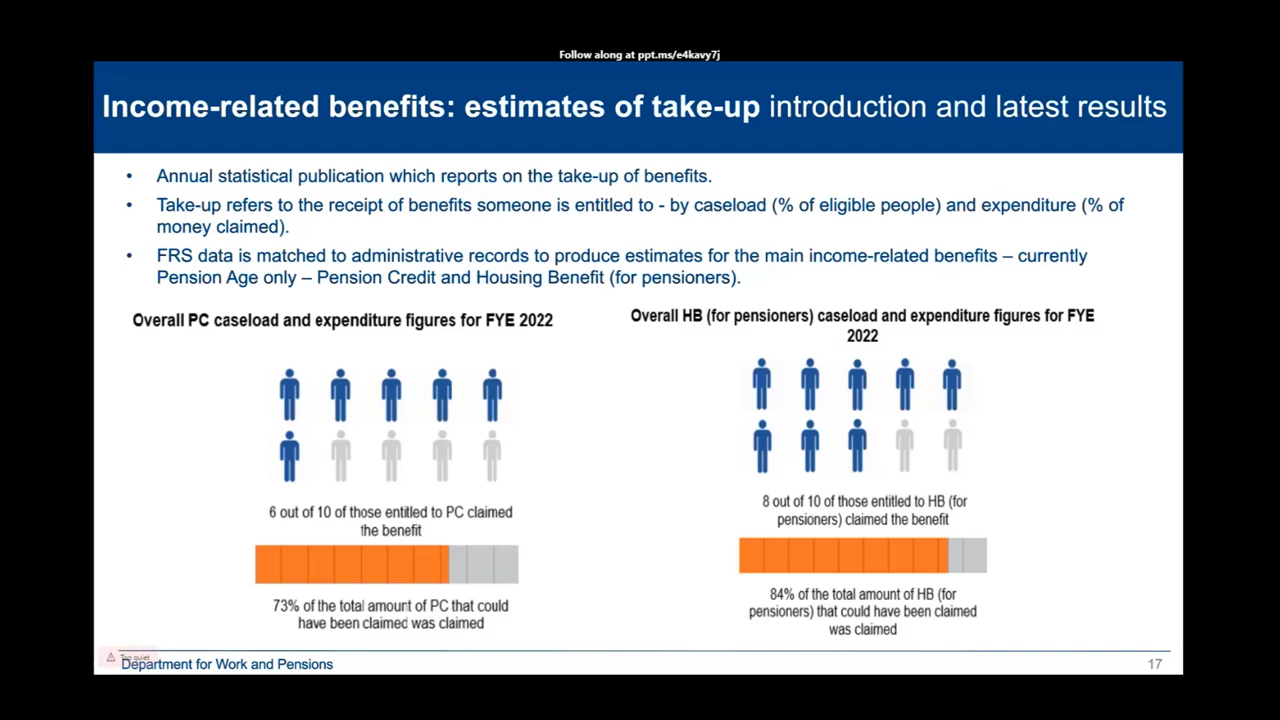 Follow along at ppt.ms/e4kavy7j
Income-related benefits: estimates of take-up introduction and latest results
• Annual statistical publication which reports on the take-up of benefits.
• Take-up refers to the receipt of benefits someone is entitled to - by caseload (% of eligible people) and expenditure (% of
money claimed).
• FRS data is matched to administrative records to produce estimates for the main income-related benefits – currently
Pension Age only – Pension Credit and Housing Benefit (for pensioners).
Overall PC caseload and expenditure figures for FYE 2022
6 out of 10 of those entitled to PC claimed
the benefit
73% of the total amount of PC that could
have been claimed was claimed
Overall HB (for pensioners) caseload and expenditure figures for FYE
2022
8 out of 10 of those entitled to HB (for
pensioners) claimed the benefit
84% of the total amount of HB (for
pensioners) that could have been claimed
was claimed
Too quiet
Department for Work and Pensions
17